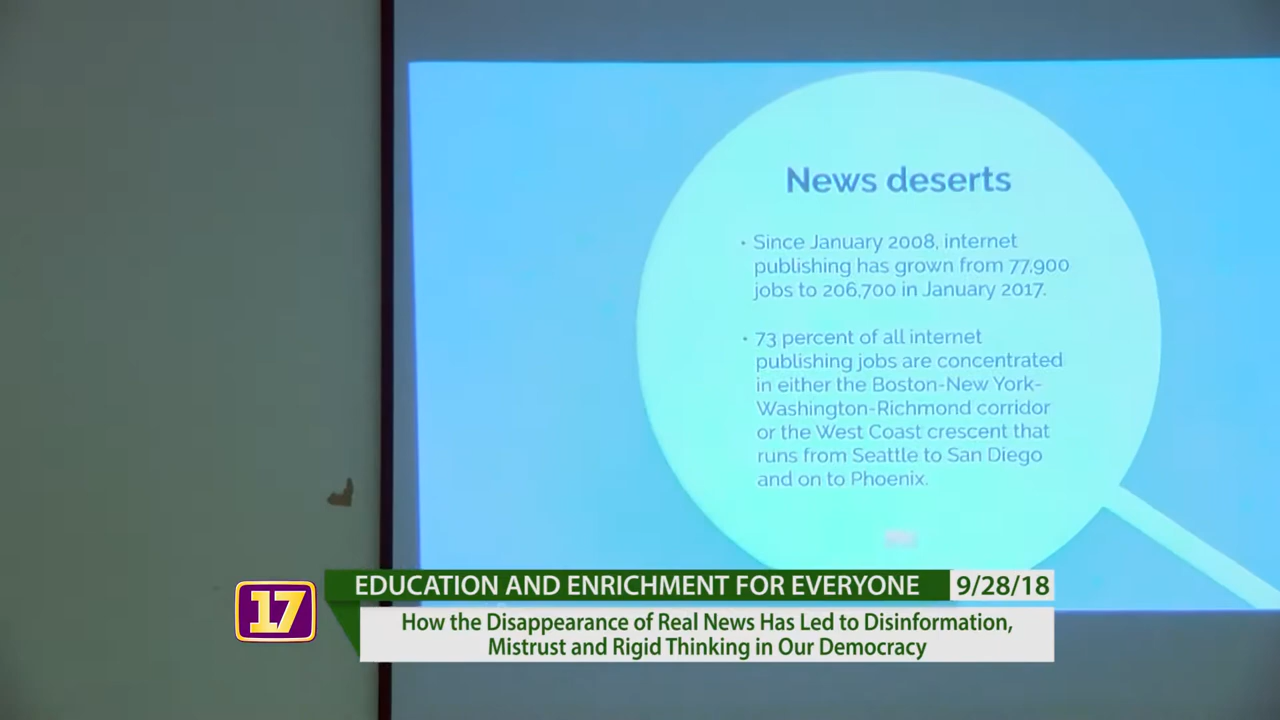 News deserts
• Since January 2008, internet
publishing has grown from 77,900
jobs to 206,700 in January 2017.
• 73 percent of all internet
publishing jobs are concentrated
in either the Boston-New York-
Washington-Richmond corridor
or the West Coast crescent that
runs from Seattle to San Diego
and on to Phoenix.
17
EDUCATION AND ENRICHMENT FOR EVERYONE 9/28/18
How the Disappearance of Real News Has Led to Disinformation,
Mistrust and Rigid Thinking in Our Democracy